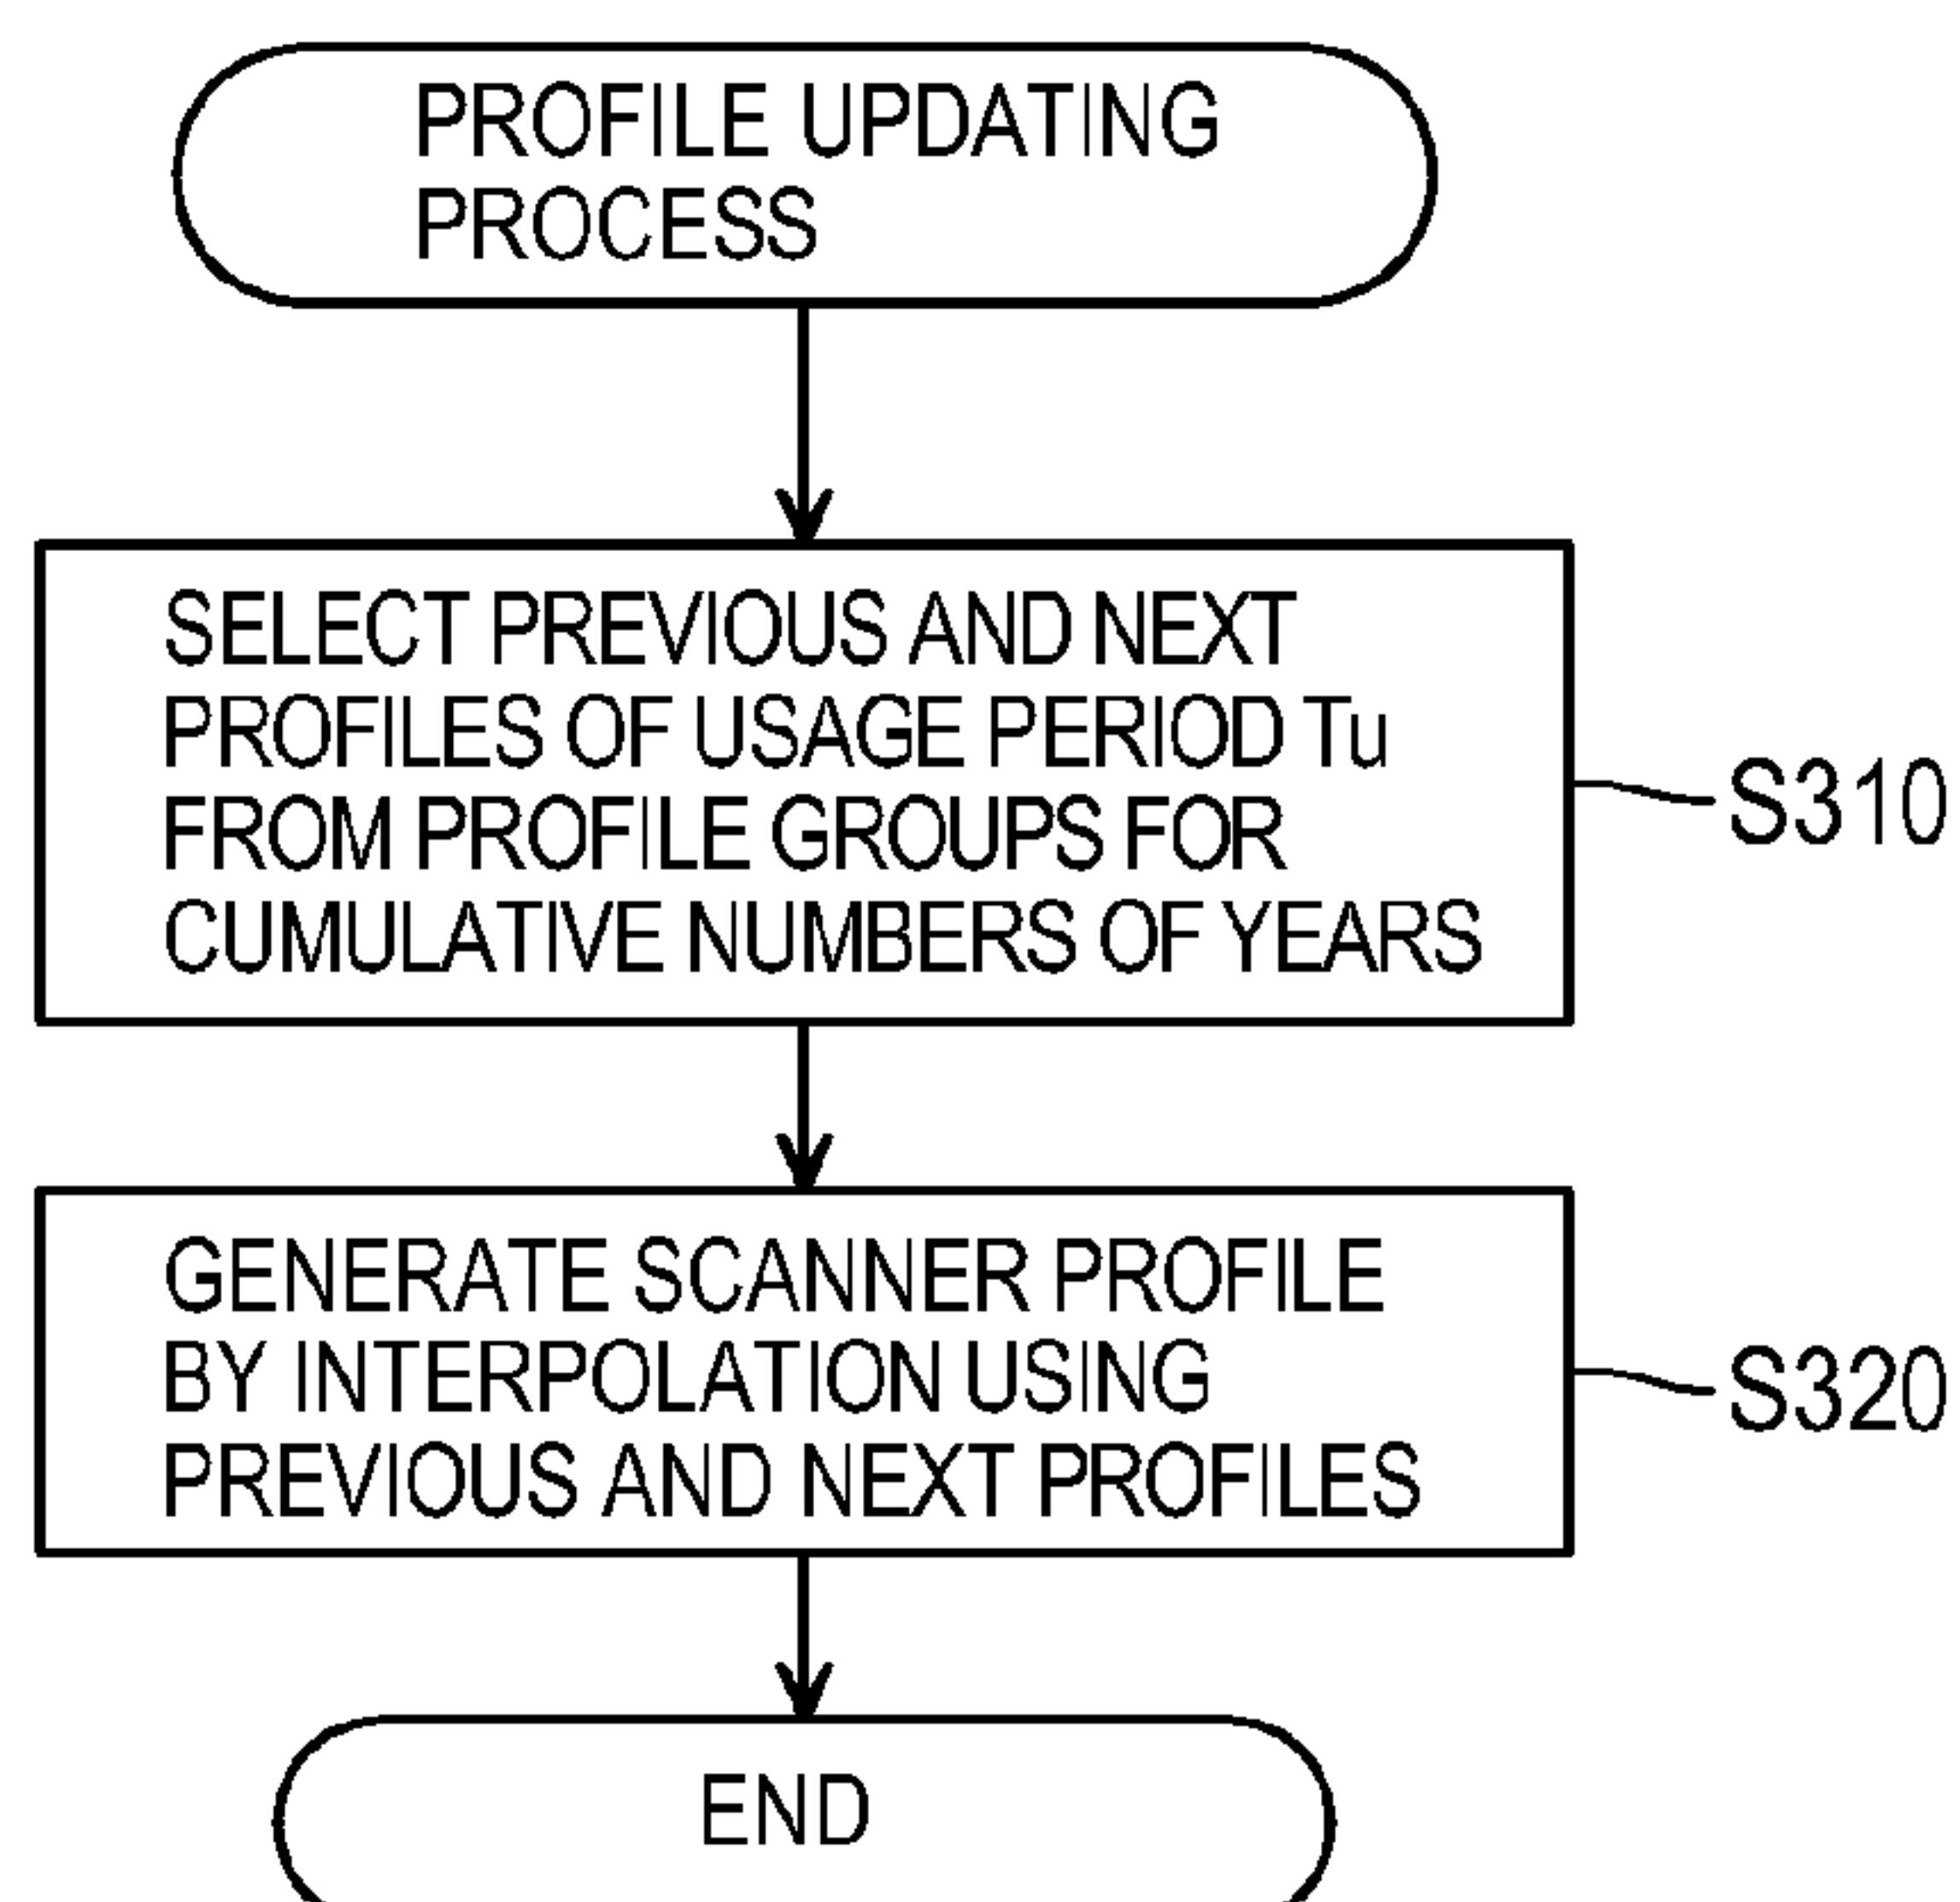 PROFILE UPDATING
PROCESS
SELECT PREVIOUS AND NEXT
PROFILES OF USAGE PERIOD Tu
FROM PROFILE GROUPS FOR
CUMULATIVE NUMBERS OF YEARS
S310
GENERATE SCANNER PROFILE
BY INTERPOLATION USING
PREVIOUS AND NEXT PROFILES
S320
END